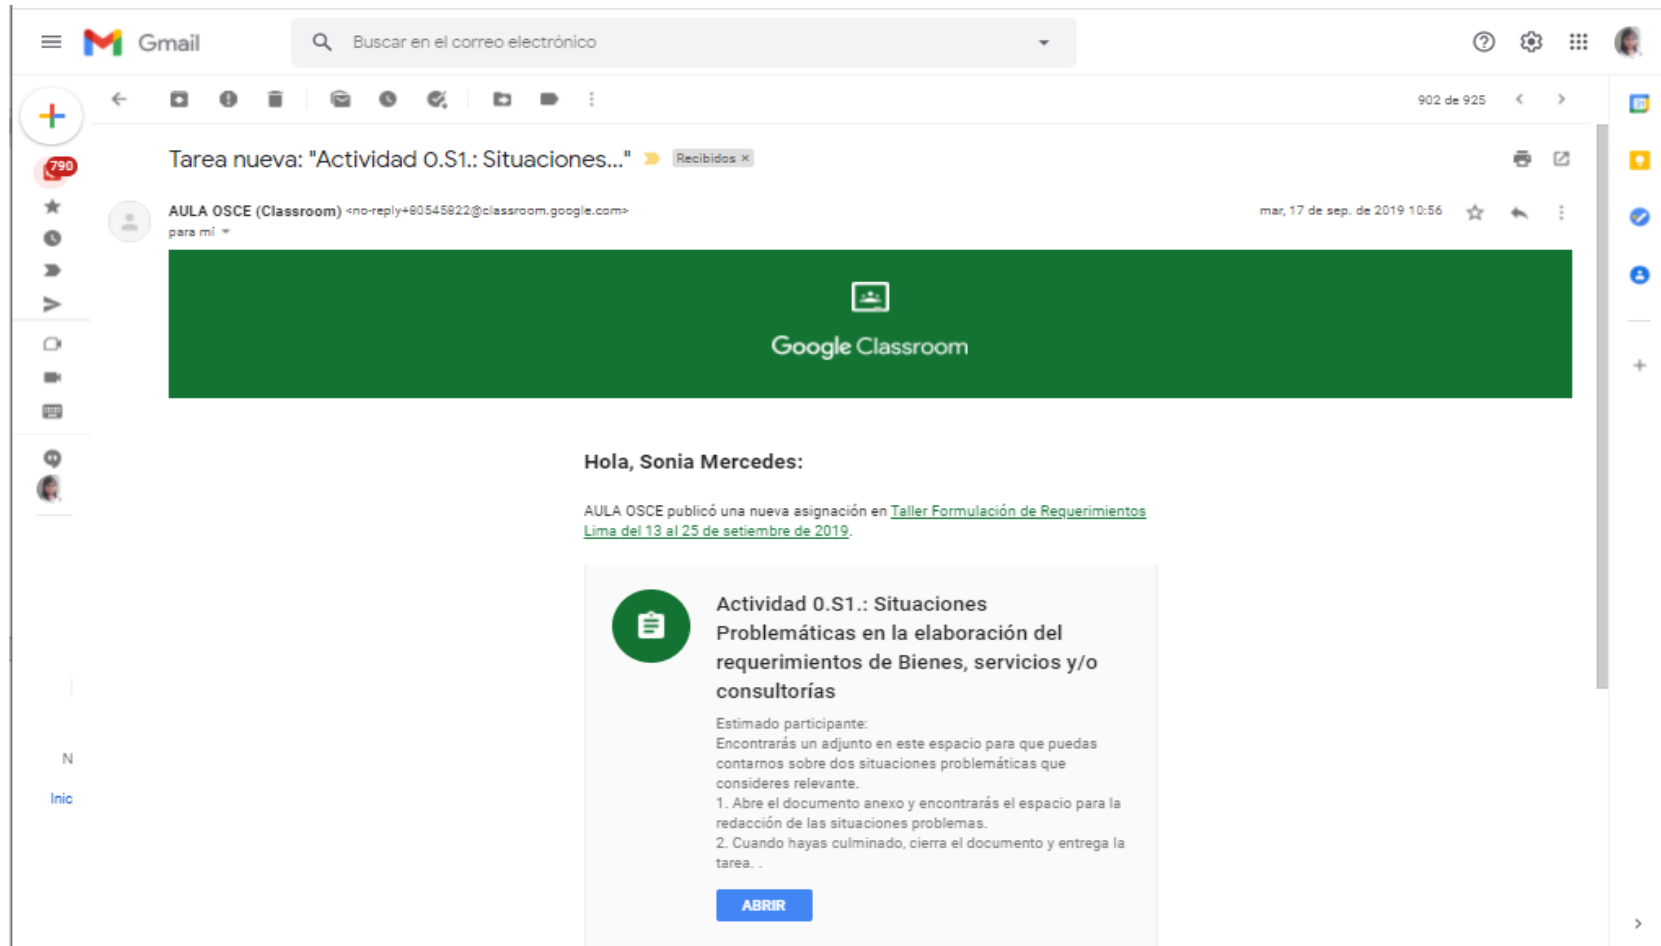 Gmail
Buscar en el correo electrónico
902 de 925
790
Tarea nueva: "Actividad 0.S1.: Situaciones..."
Recibidos ×
AULA OSCE (Classroom) <no-reply+80545822@classroom.google.com>
mar, 17 de sep. de 2019 10:56
para mí
Google Classroom
Hola, Sonia Mercedes:
AULA OSCE publicó una nueva asignación en Taller Formulación de Requerimientos
Lima del 13 al 25 de setiembre de 2019.
Actividad 0.S1.: Situaciones
Problemáticas en la elaboración del
requerimientos de Bienes, servicios y/o
consultorías
Estimado participante:
Encontrarás un adjunto en este espacio para que puedas
contarnos sobre dos situaciones problemáticas que
consideres relevante.
1. Abre el documento anexo y encontrarás el espacio para la
redacción de las situaciones problemas.
2. Cuando hayas culminado, cierra el documento y entrega la
tarea. .
ABRIR
N
Inic
31